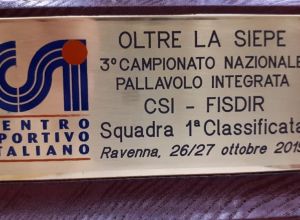 CSI
CENTRO
SPORTIVO
ITALIANO
OLTRE LA SIEPE
3° CAMPIONATO NAZIONALE
PALLAVOLO INTEGRATA
CSI - FISDIR
Squadra 1ª Classificata
Ravenna, 26/27 ottobre 2019